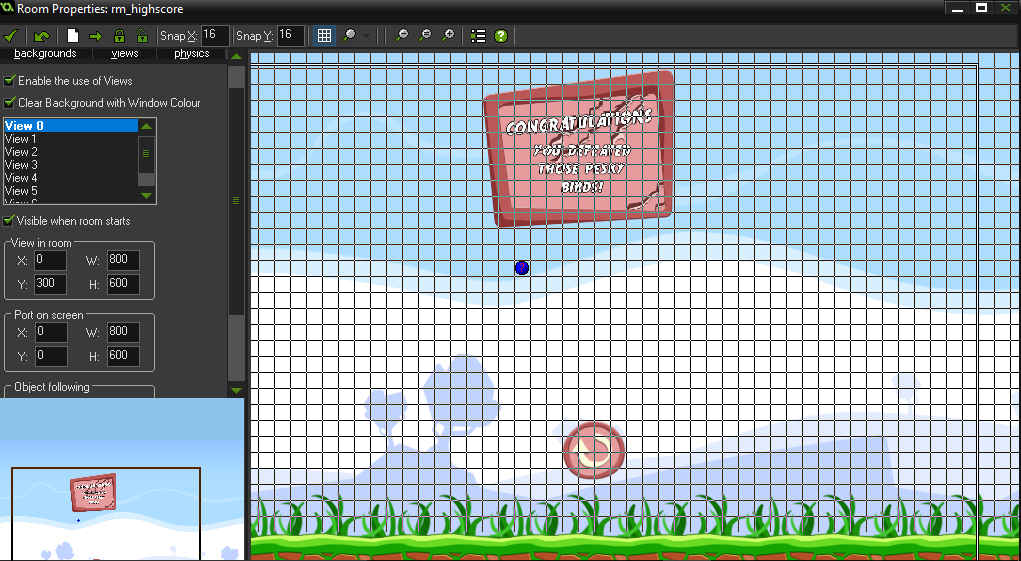 Room Properties: rm_highscore
Snap X: 16 Snap Y: 16
backgrounds views physics
Enable the use of Views
Clear Background with Window Colour
View 0
View 1
View 2
View 3
View 4
View 5
Visible when room starts
View in room
X: 0 W: 800
Y: 300 H: 600
Port on screen
X: 0 W: 800
Y: 0 H: 600
Object following
CONGRATULATIONS
YOU DEFEATED
THOSE PESKY
BIRDS!